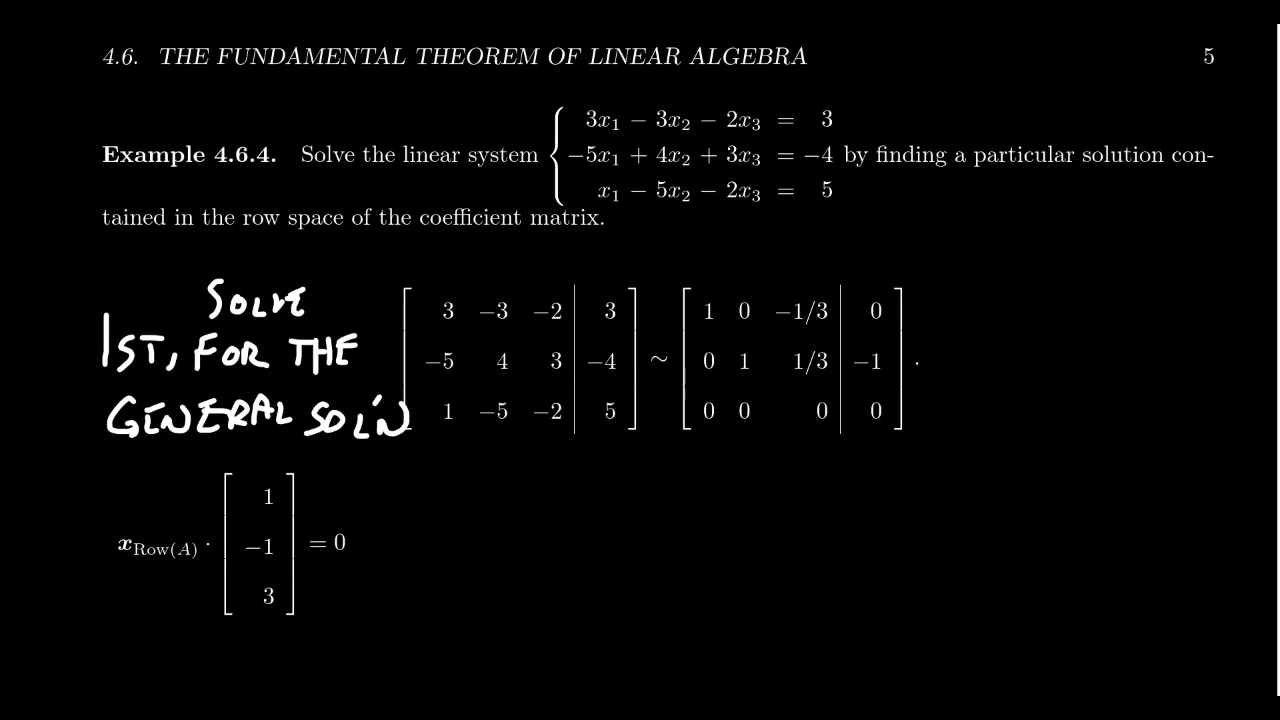 4.6. THE FUNDAMENTAL THEOREM OF LINEAR ALGEBRA 5
3x₁ − 3x₂ − 2x₃ = 3
Example 4.6.4. Solve the linear system { −5x₁ + 4x₂ + 3x₃ = −4 by finding a particular solution con-
x₁ − 5x₂ − 2x₃ = 5
tained in the row space of the coefficient matrix.
SOLVE
1ST, FOR THE
GENERAL SOL'N
3 −3 −2 | 3
−5 4 3 | −4
1 −5 −2 | 5
∼
1 0 −1/3 | 0
0 1 1/3 | −1
0 0 0 | 0
.
1
x_Row(A) · −1 = 0
3